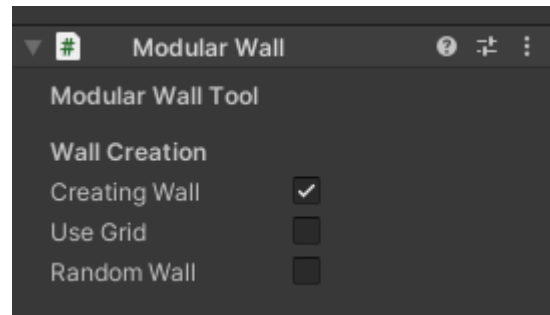 # Modular Wall
Modular Wall Tool
Wall Creation
Creating Wall
Use Grid
Random Wall